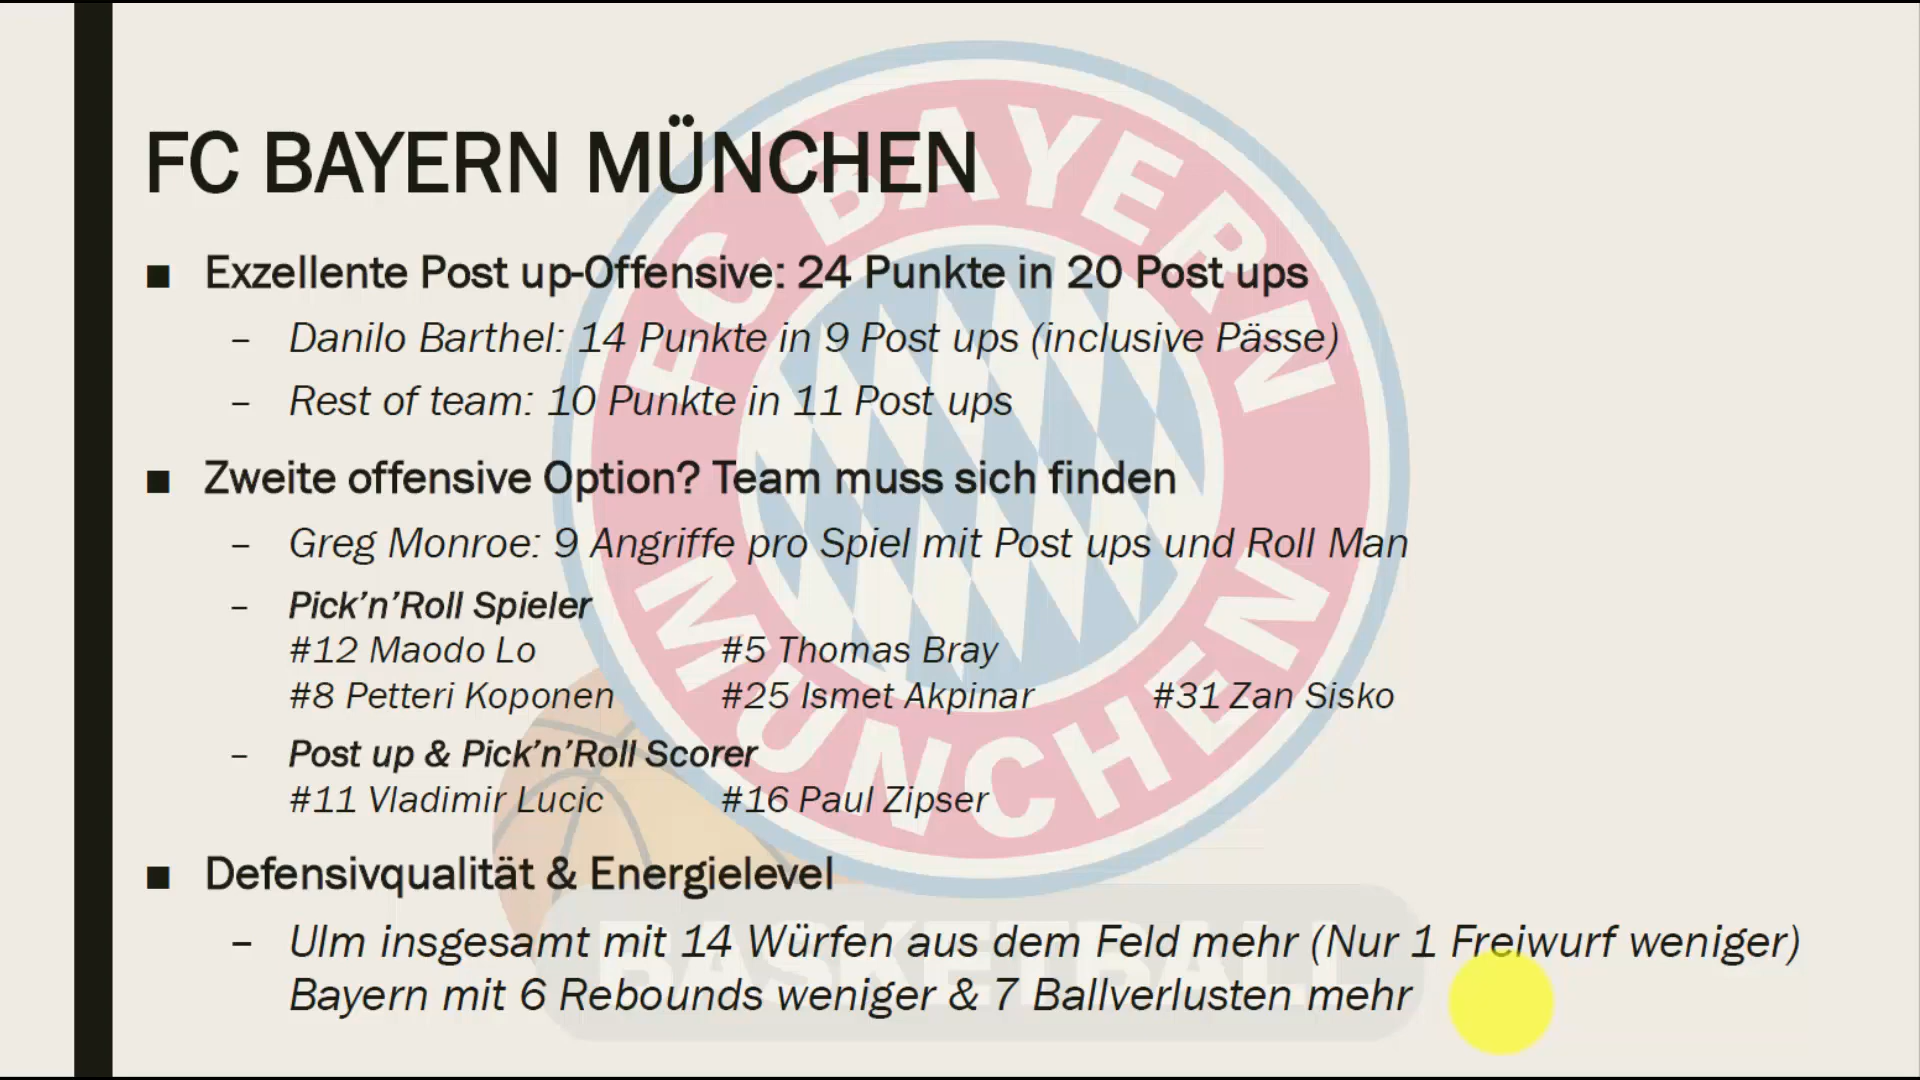 FC BAYERN MÜNCHEN
■ Exzellente Post up-Offensive: 24 Punkte in 20 Post ups
– Danilo Barthel: 14 Punkte in 9 Post ups (inclusive Pässe)
– Rest of team: 10 Punkte in 11 Post ups
■ Zweite offensive Option? Team muss sich finden
– Greg Monroe: 9 Angriffe pro Spiel mit Post ups und Roll Man
– Pick’n’Roll Spieler
#12 Maodo Lo #5 Thomas Bray
#8 Petteri Koponen #25 Ismet Akpinar #31 Zan Sisko
– Post up & Pick’n’Roll Scorer
#11 Vladimir Lucic #16 Paul Zipser
■ Defensivqualität & Energielevel
– Ulm insgesamt mit 14 Würfen aus dem Feld mehr (Nur 1 Freiwurf weniger)
Bayern mit 6 Rebounds weniger & 7 Ballverlusten mehr
FC BAYERN
MÜNCHEN
BASKETBALL